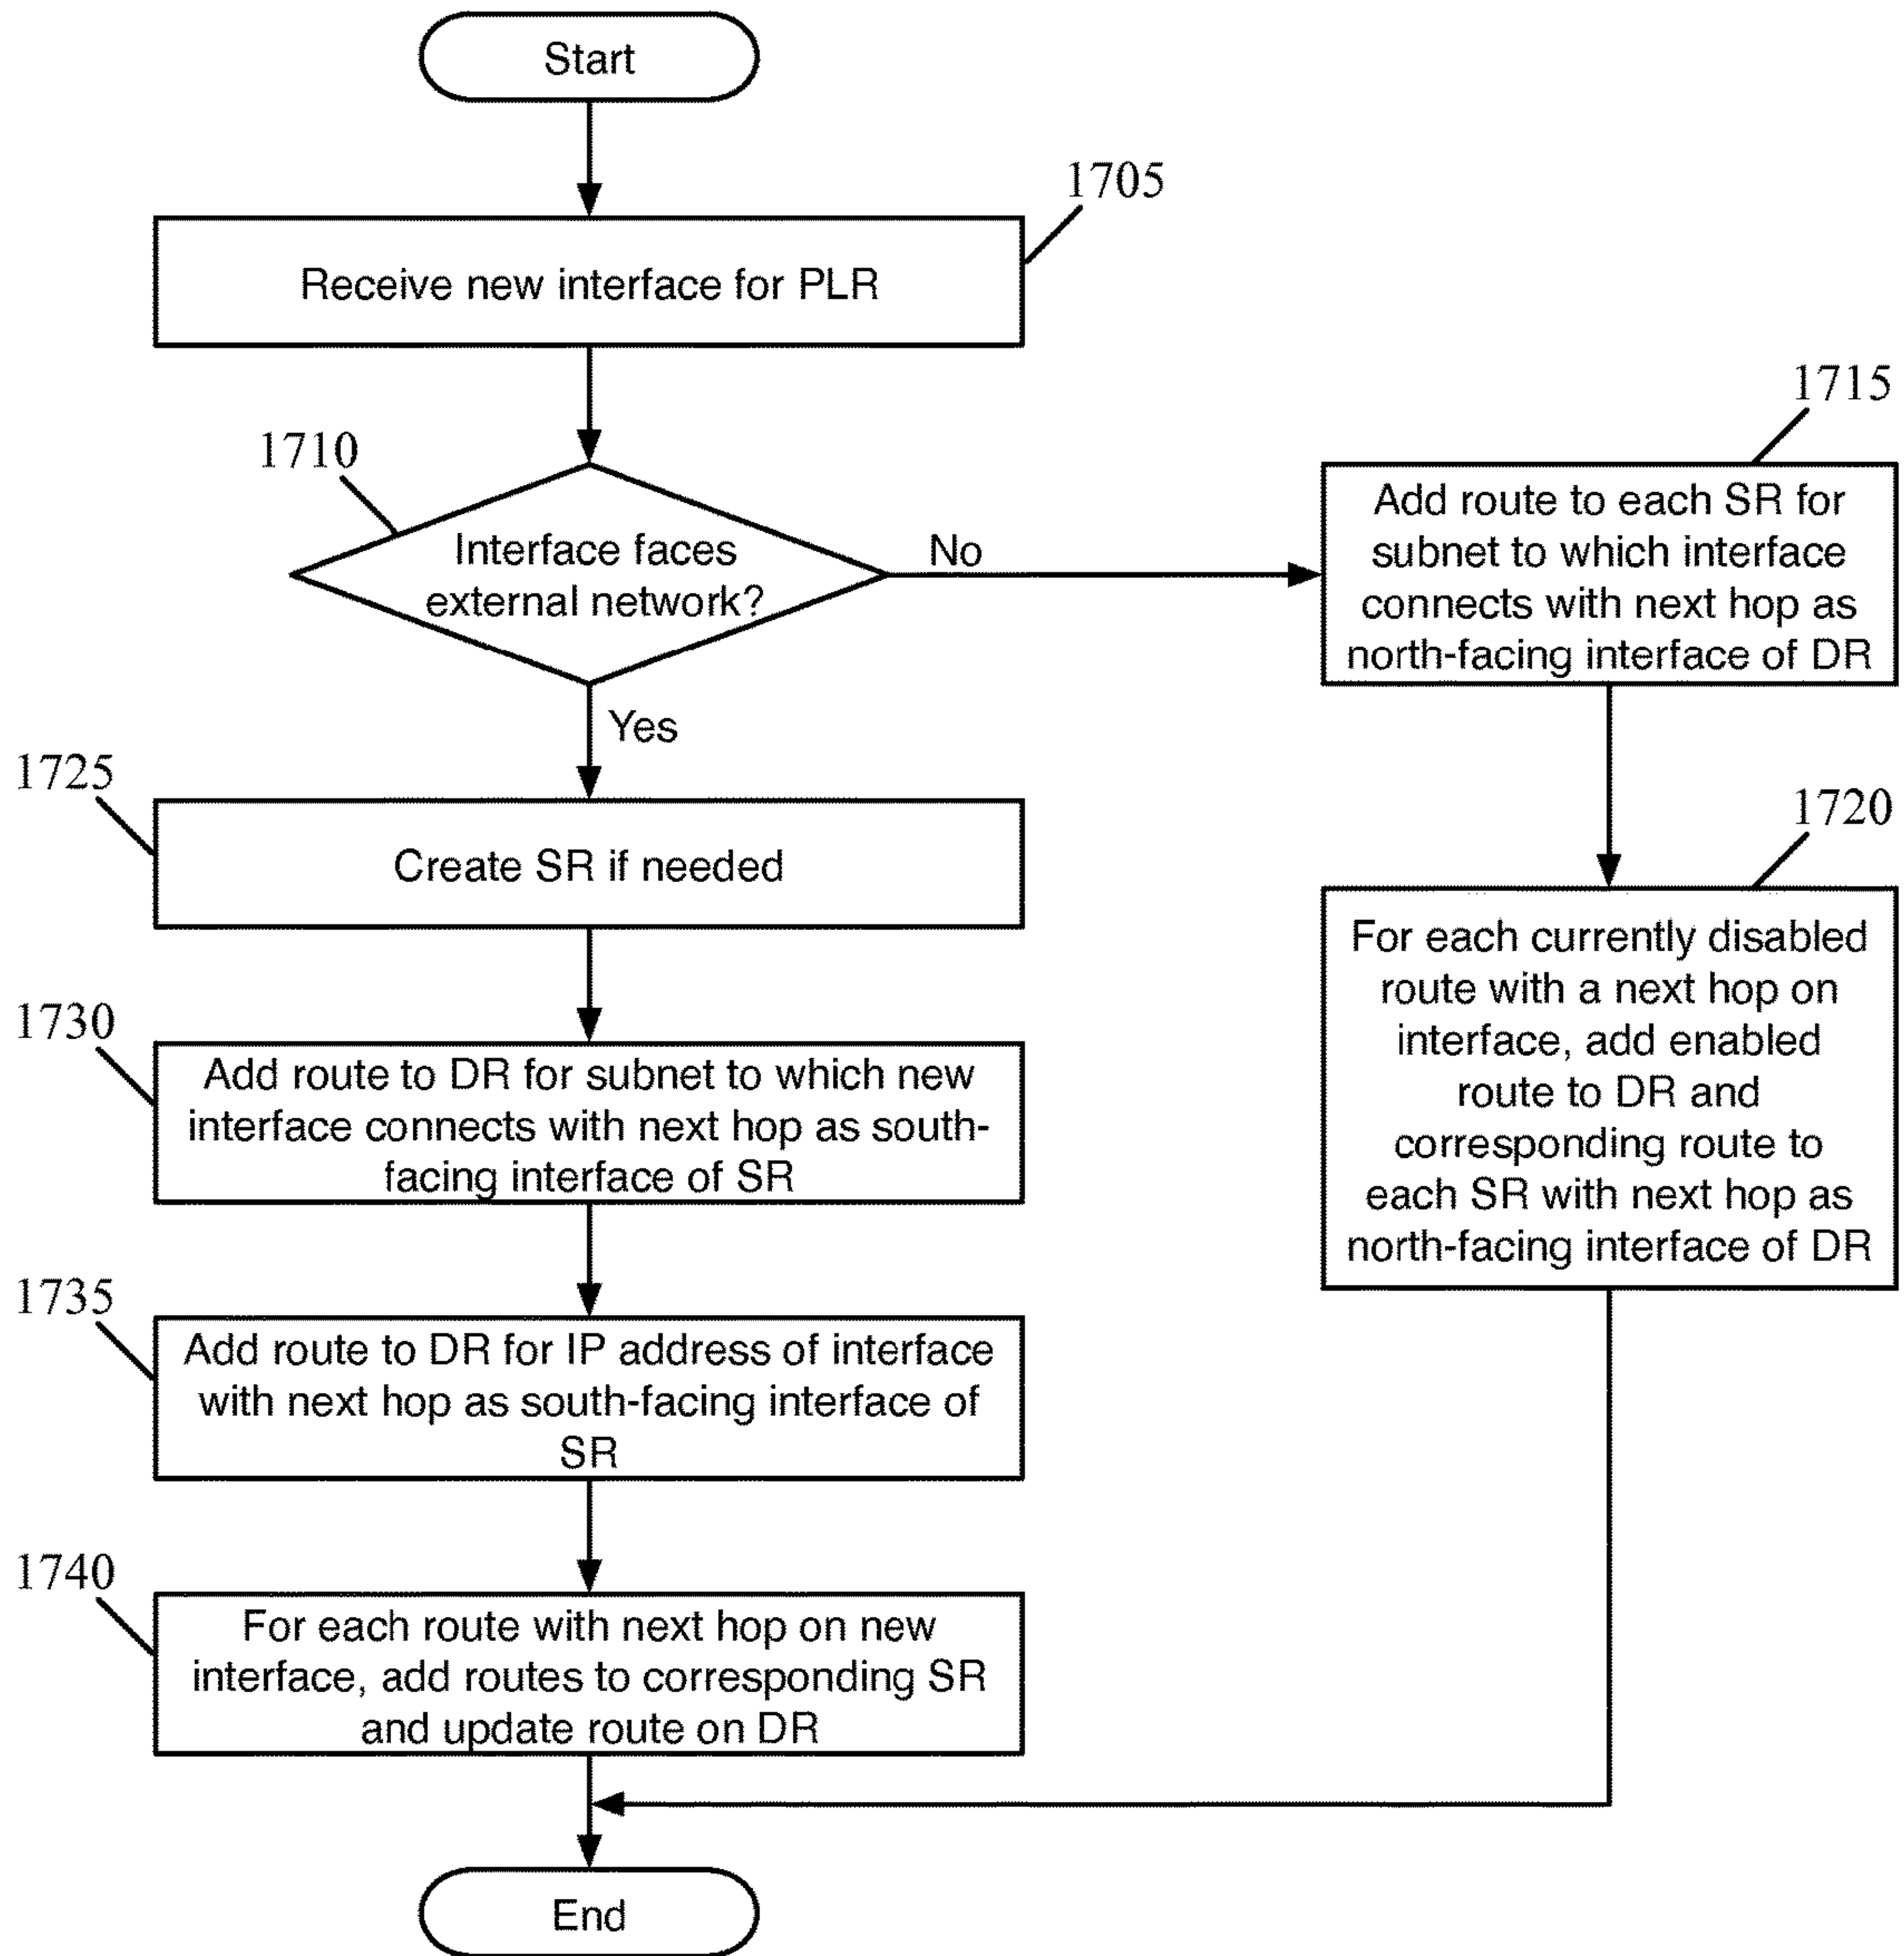 Start
1705
Receive new interface for PLR
1710
Interface faces
external network?
No
Yes
1715
Add route to each SR for
subnet to which interface
connects with next hop as
north-facing interface of DR
1720
For each currently disabled
route with a next hop on
interface, add enabled
route to DR and
corresponding route to
each SR with next hop as
north-facing interface of DR
1725
Create SR if needed
1730
Add route to DR for subnet to which new
interface connects with next hop as south-
facing interface of SR
1735
Add route to DR for IP address of interface
with next hop as south-facing interface of
SR
1740
For each route with next hop on new
interface, add routes to corresponding SR
and update route on DR
End